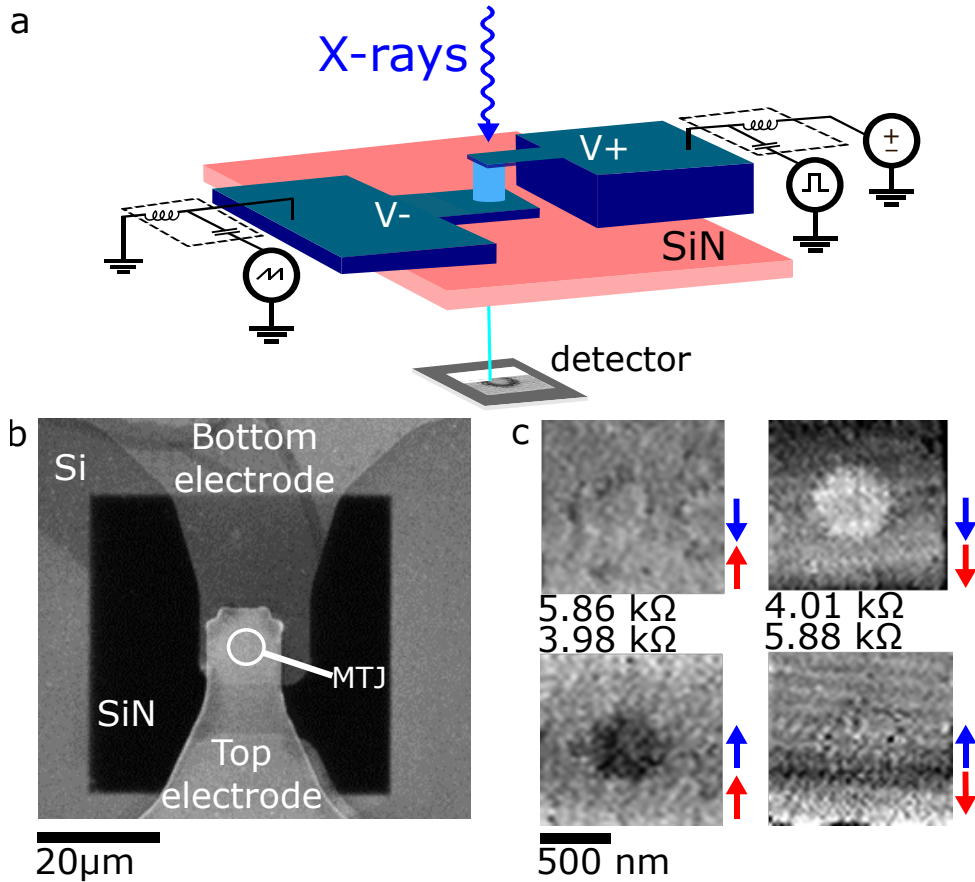 a
X-rays
V+
V-
SiN
detector
b
Bottom
electrode
Si
MTJ
SiN
Top
electrode
20μm
c
5.86 kΩ
3.98 kΩ
4.01 kΩ
5.88 kΩ
500 nm